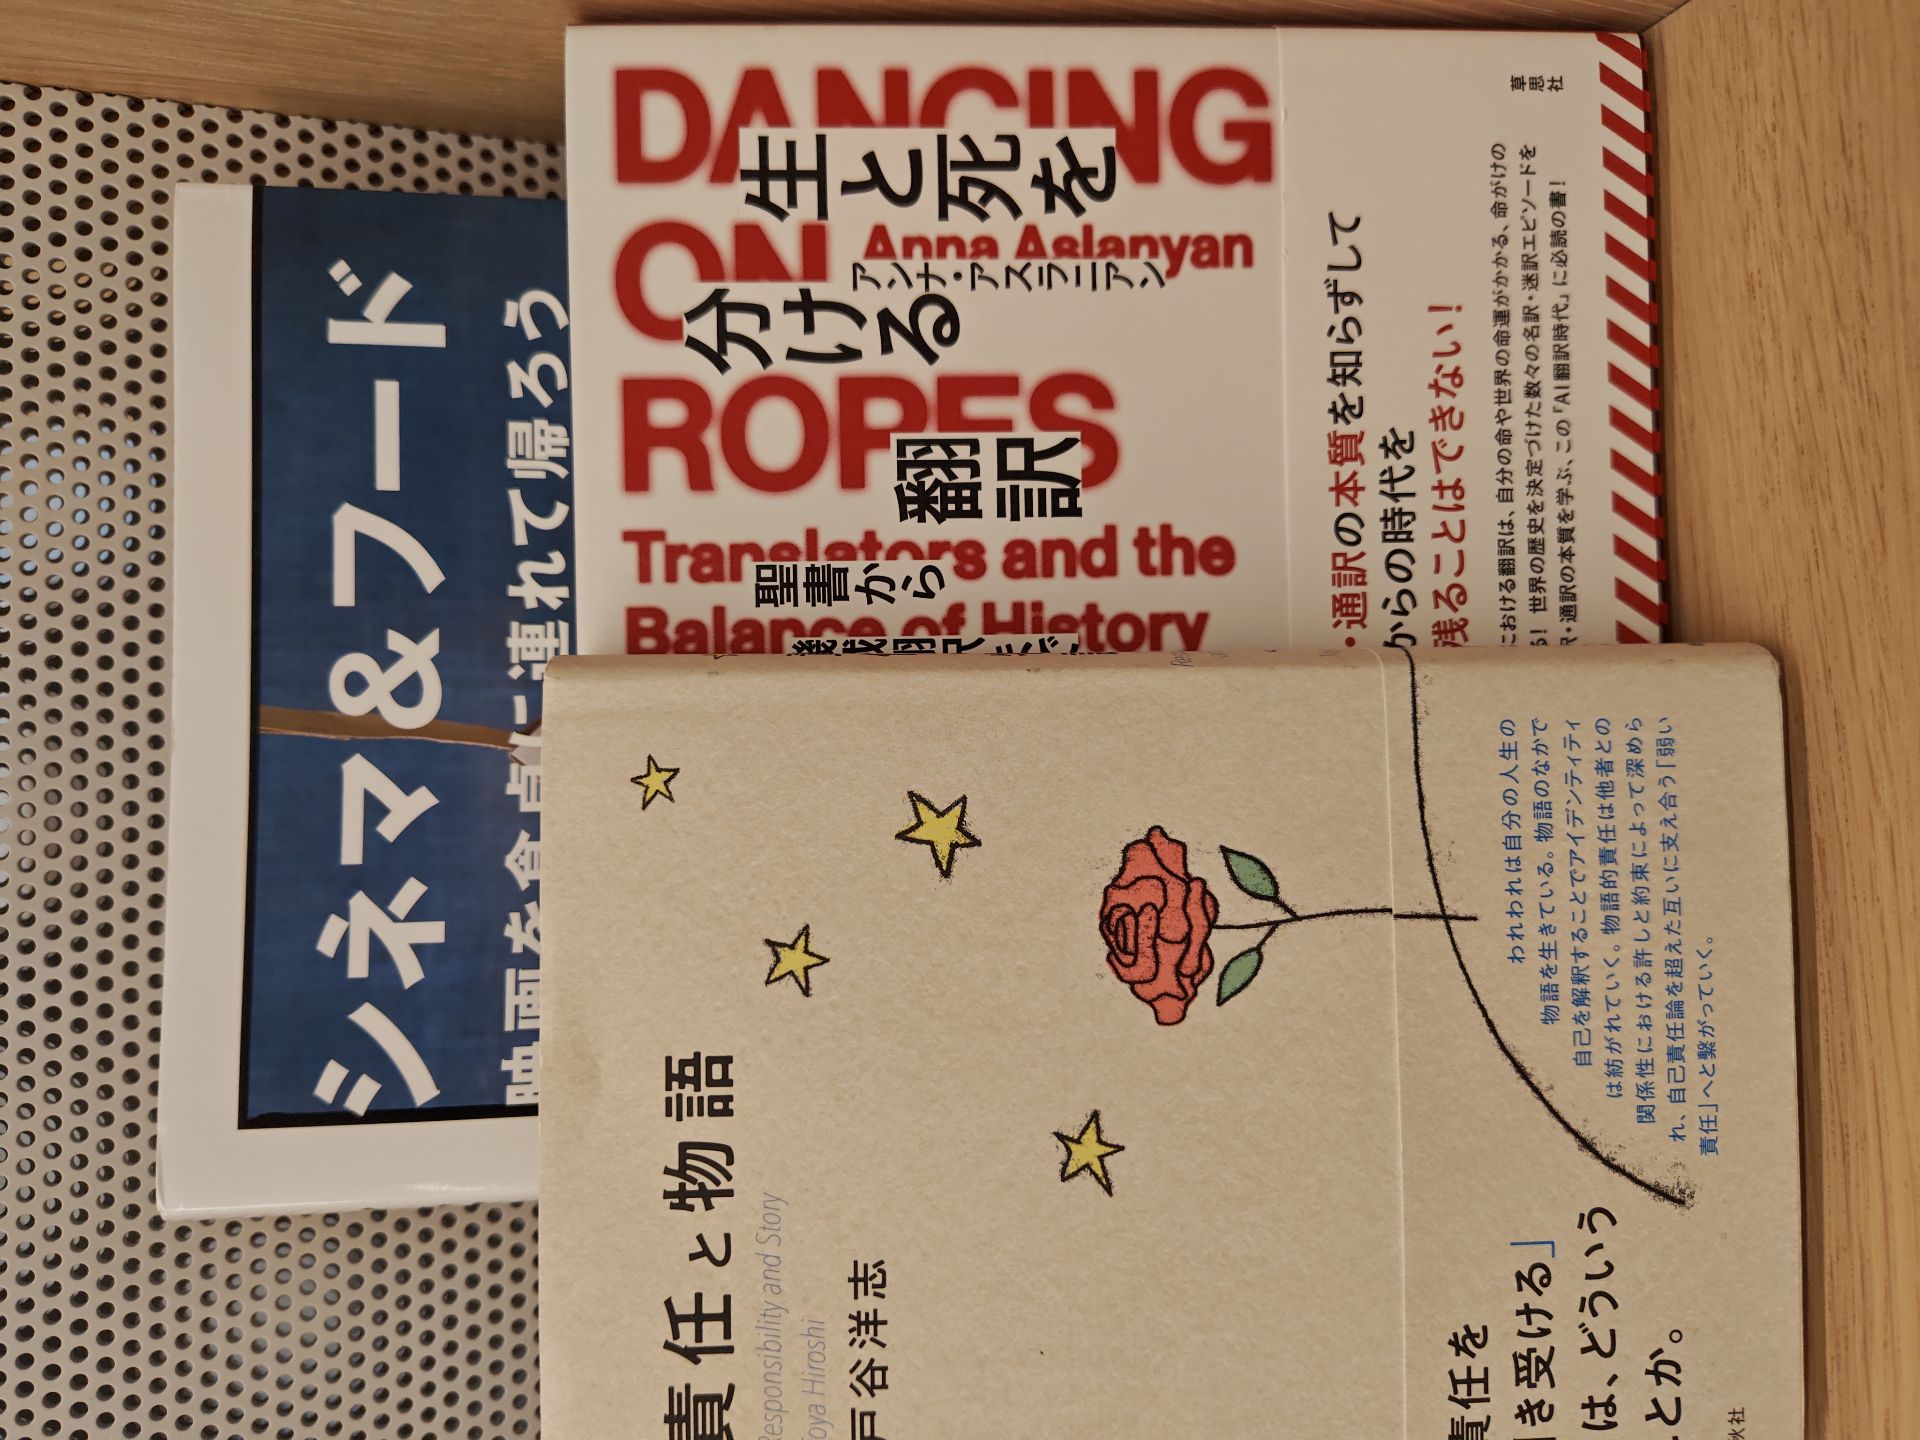 シネマ&フード
映画を食卓に連れて帰ろう
DANCING
ON
ROPES
Anna Aslanyan
Translators and the
Balance of History
生と死を
分ける
翻訳
アンナ・アスラニアン
聖書から
機械翻訳まで
草思社
・通訳の本質を知らずして
からの時代を
残ることはできない!
における翻訳は、自分の命や世界の命運がかかる、命がけの
る! 世界の歴史を決定づけた数々の名訳・迷訳エピソードを
訳・通訳の本質を学ぶ、この「AI翻訳時代」に必読の書!
責任と物語
Responsibility and Story
Toya Hiroshi
戸谷洋志
われわれは自分の人生の
物語を生きている。物語のなかで
自己を解釈することでアイデンティティ
は紡がれていく。物語的責任は他者との
関係性における許しと約束によって深めら
れ、自己責任論を超えた互いに支え合う「弱い
責任」へと繋がっていく。
責任を
引き受ける」
は、どういう
とか。
秋社